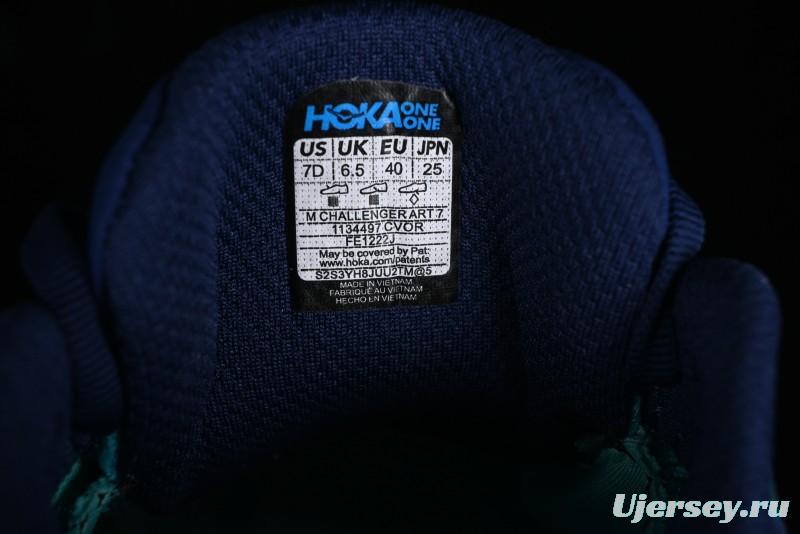 HOKA ONE ONE
US UK EU JPN
7D 6.5 40 25
M CHALLENGER ART 7
1134497 CVOR
FE1222J
May be covered by Pat:
www.hoka.com/patents
S2S3YH8JUU2TM@5
MADE IN VIETNAM
FABRIQUÉ AU VIETNAM
HECHO EN VIETNAM
Ujersey.ru